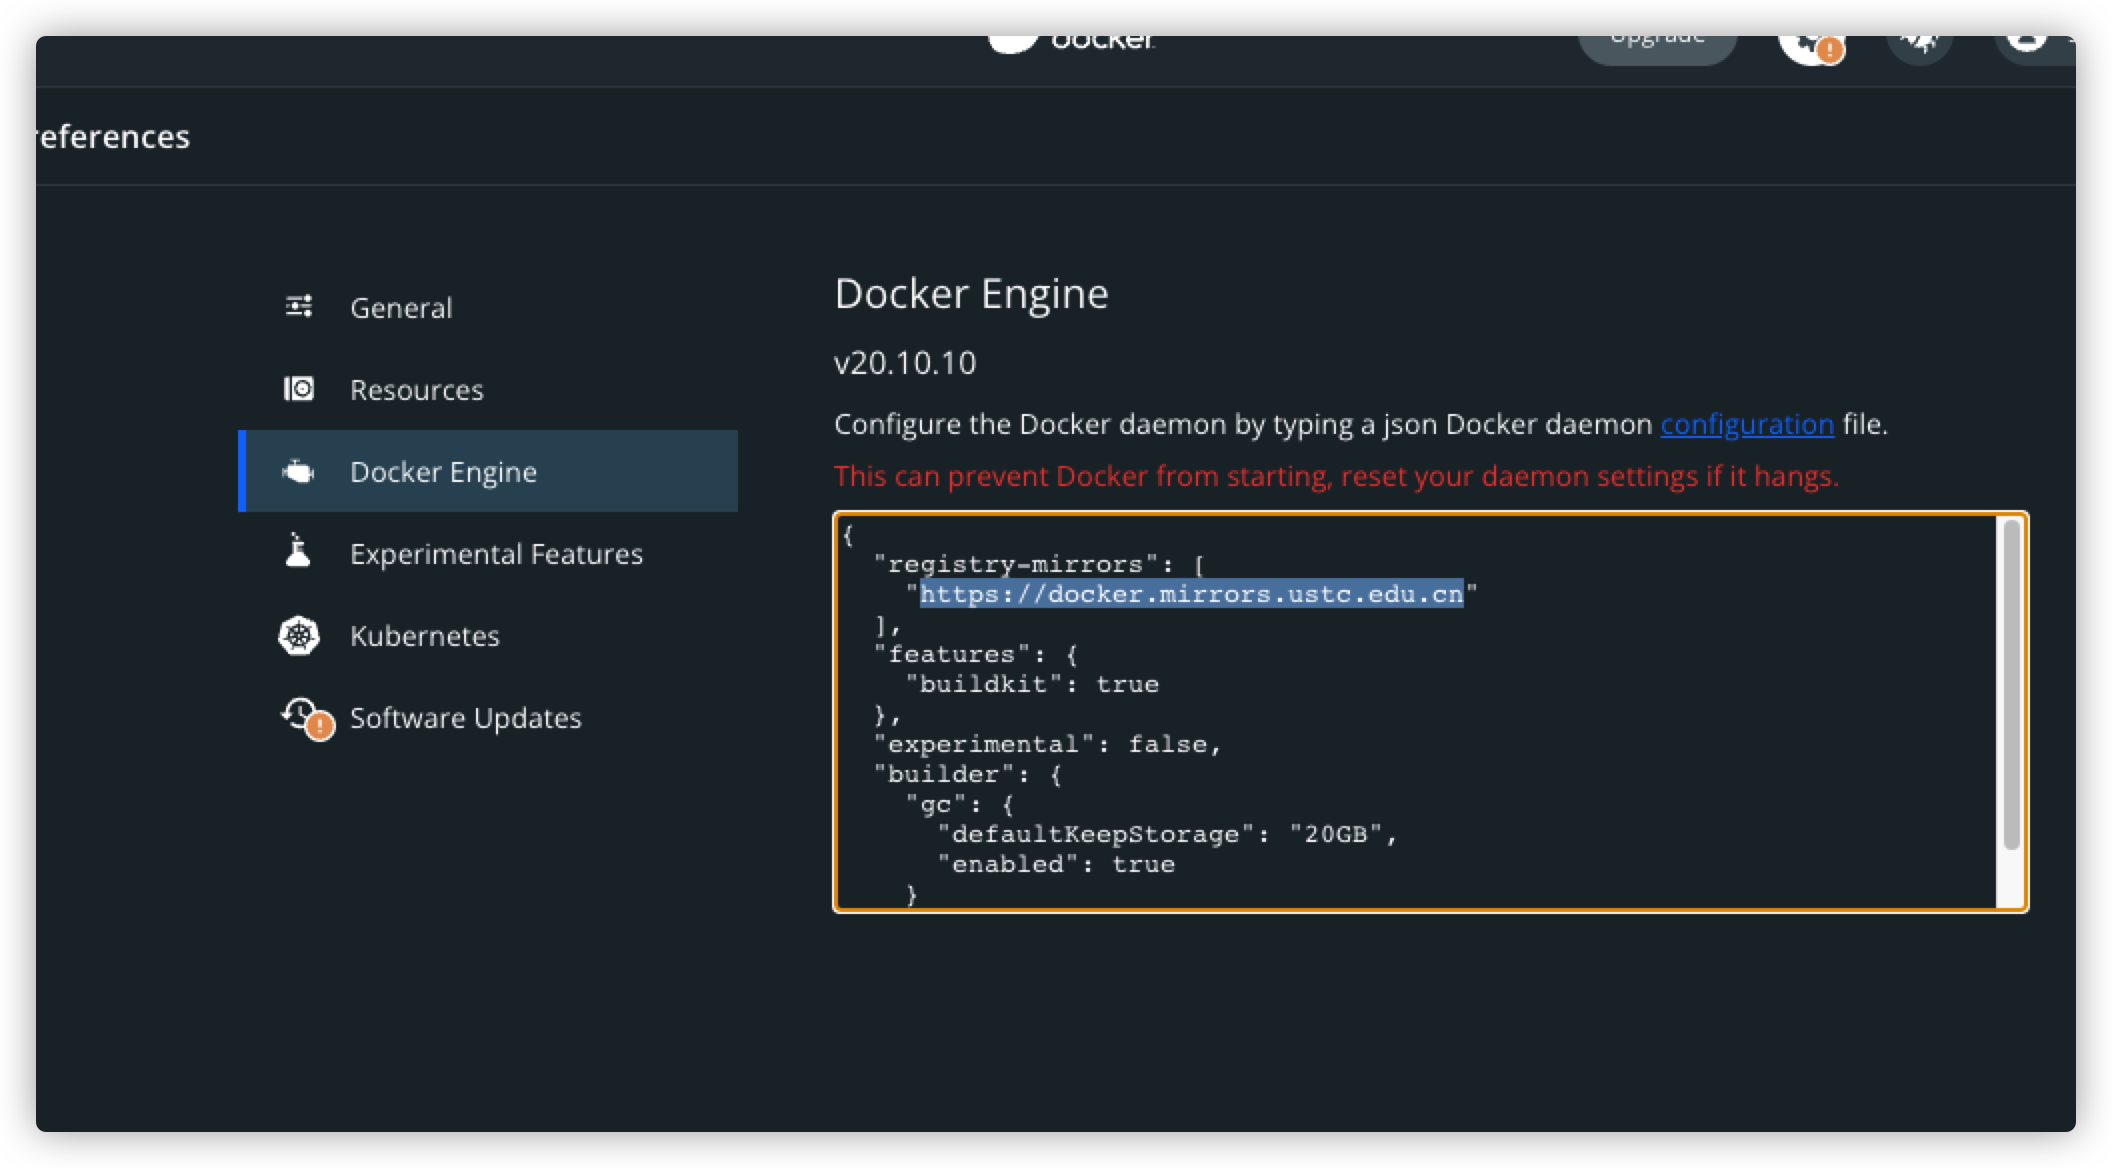 docker
Upgrade
references
General
Resources
Docker Engine
Experimental Features
Kubernetes
Software Updates
Docker Engine
v20.10.10
Configure the Docker daemon by typing a json Docker daemon configuration file.
This can prevent Docker from starting, reset your daemon settings if it hangs.
{
  "registry-mirrors": [
    "https://docker.mirrors.ustc.edu.cn"
  ],
  "features": {
    "buildkit": true
  },
  "experimental": false,
  "builder": {
    "gc": {
      "defaultKeepStorage": "20GB",
      "enabled": true
    }